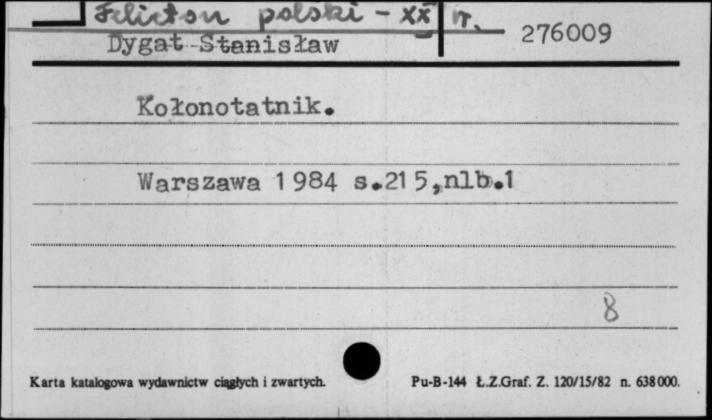 Felieton polski - XX w.
Dygat Stanisław
276009
Kołonotatnik.
Warszawa 1984 s.215,nlb.1
8
Karta katalogowa wydawnictw ciągłych i zwartych.
Pu-B-144 Ł.Z.Graf. Z. 120/15/82 n. 638000.